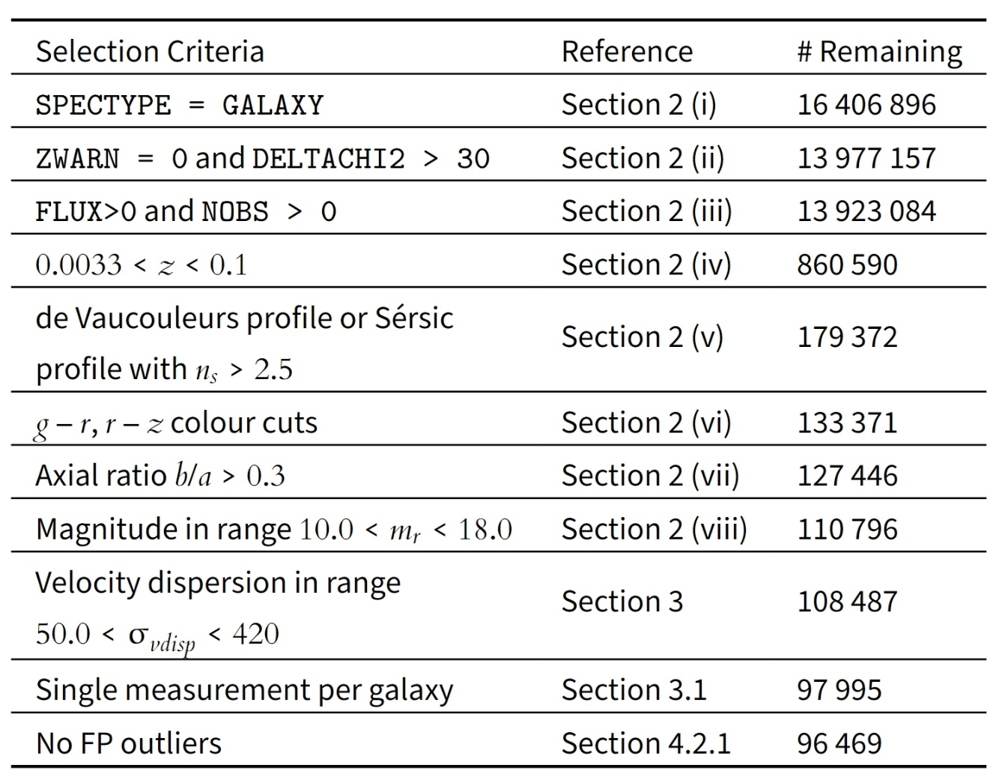 Selection Criteria Reference # Remaining
SPECTYPE = GALAXY Section 2 (i) 16 406 896
ZWARN = 0 and DELTACHI2 > 30 Section 2 (ii) 13 977 157
FLUX>0 and NOBS > 0 Section 2 (iii) 13 923 084
0.0033 < z < 0.1 Section 2 (iv) 860 590
de Vaucouleurs profile or Sérsic
profile with nₛ > 2.5 Section 2 (v) 179 372
g – r, r – z colour cuts Section 2 (vi) 133 371
Axial ratio b/a > 0.3 Section 2 (vii) 127 446
Magnitude in range 10.0 < mᵣ < 18.0 Section 2 (viii) 110 796
Velocity dispersion in range
50.0 < σ_vdisp < 420 Section 3 108 487
Single measurement per galaxy Section 3.1 97 995
No FP outliers Section 4.2.1 96 469